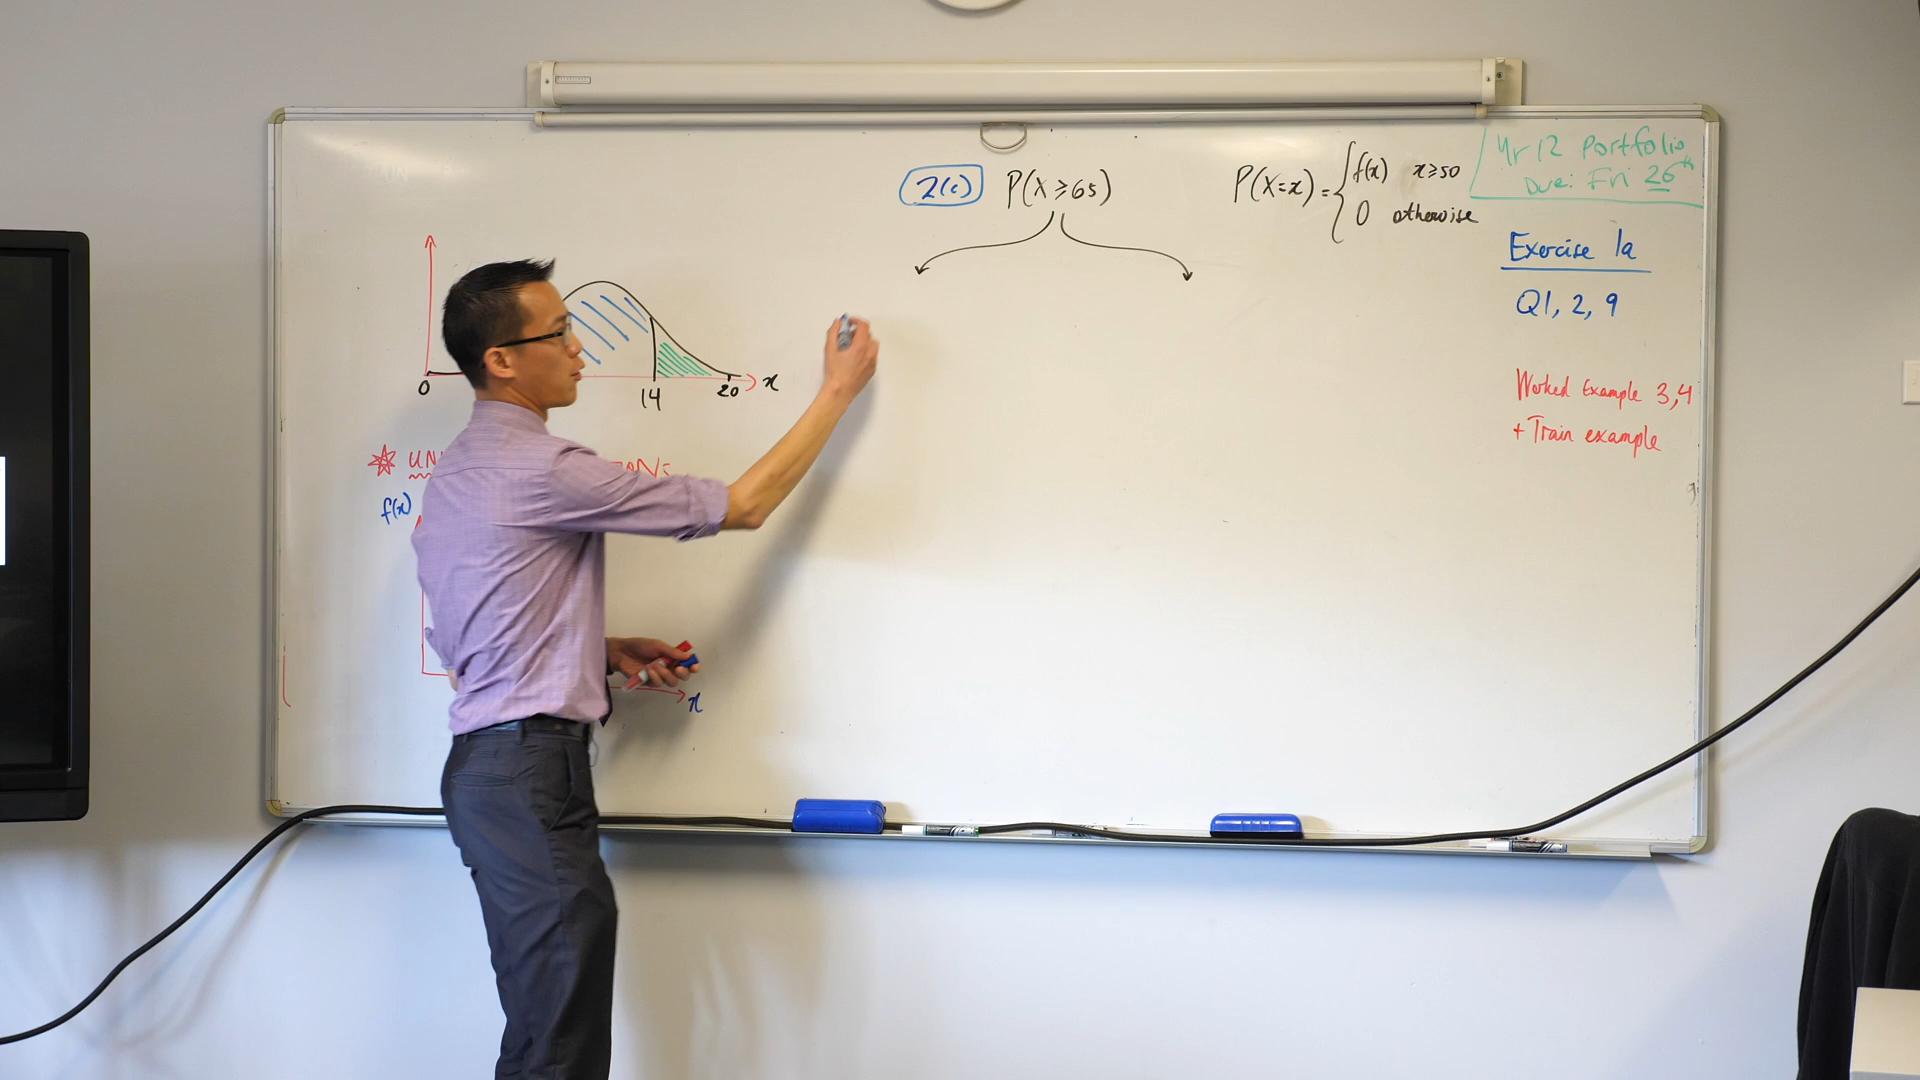 2(c) P(X≥65)
P(X=x) = { f(x) x≥50
0 otherwise
Yr 12 Portfolio
Due: Fri 26th
Exercise 1a
Q1, 2, 9
Worked Example 3,4
+ Train example
0 14 20 x
f(x)
x